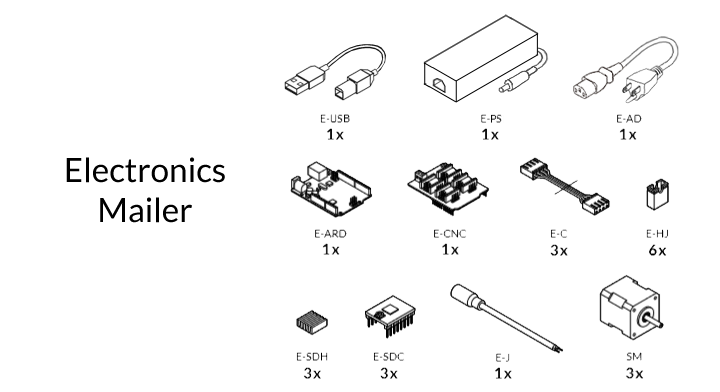 Electronics
Mailer
E-USB
1x
E-PS
1x
E-AD
1x
E-ARD
1x
E-CNC
1x
E-C
3x
E-HJ
6x
E-SDH
3x
E-SDC
3x
E-J
1x
SM
3x